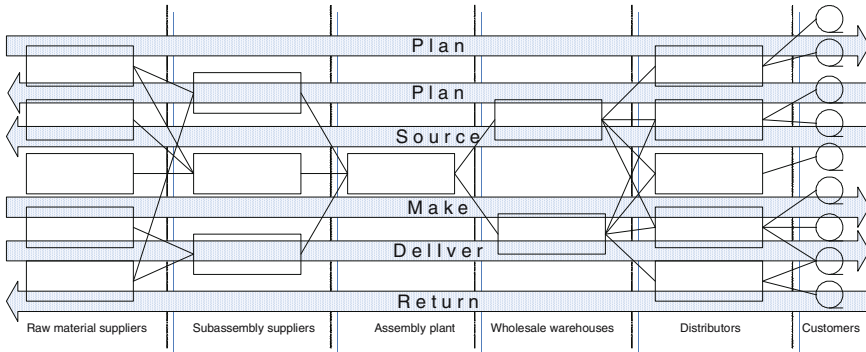 Plan
Plan
Source
Make
Dellver
Return
Raw material suppliers
Subassembly suppliers
Assembly plant
Wholesale warehouses
Distributors
Customers